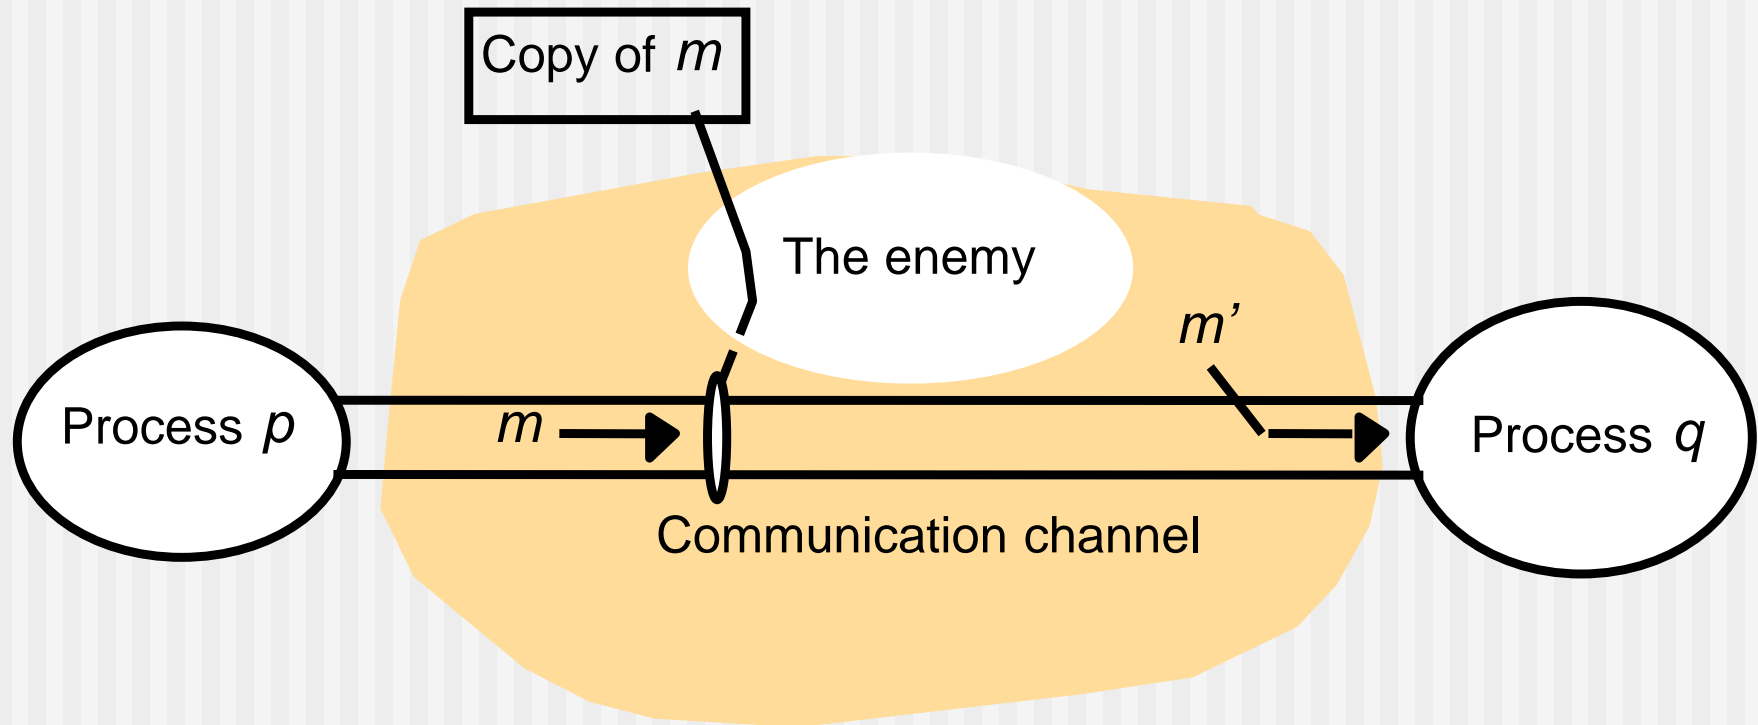 Copy of m
The enemy
m’
Process p
m
Process q
Communication channel